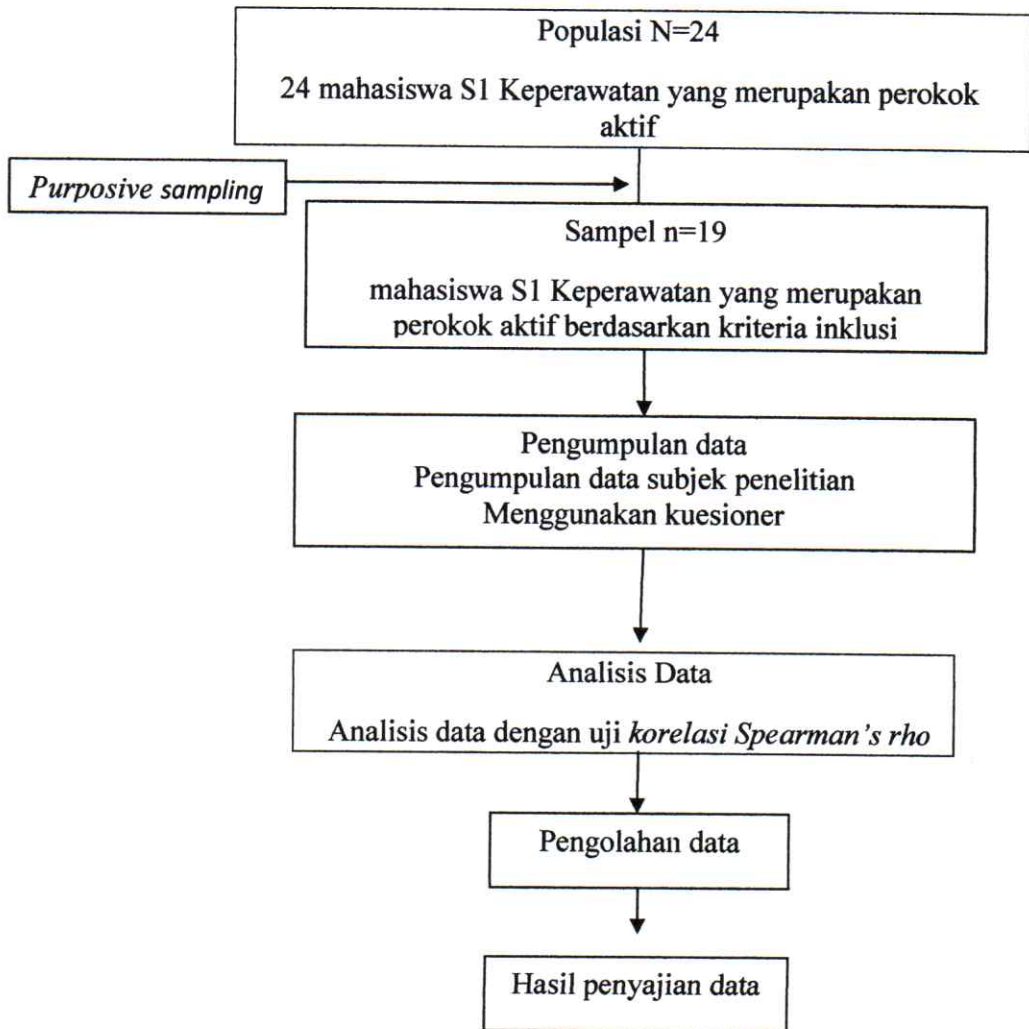 Populasi N=24
24 mahasiswa S1 Keperawatan yang merupakan perokok
aktif
Purposive sampling
Sampel n=19
mahasiswa S1 Keperawatan yang merupakan
perokok aktif berdasarkan kriteria inklusi
Pengumpulan data
Pengumpulan data subjek penelitian
Menggunakan kuesioner
Analisis Data
Analisis data dengan uji korelasi Spearman's rho
Pengolahan data
Hasil penyajian data